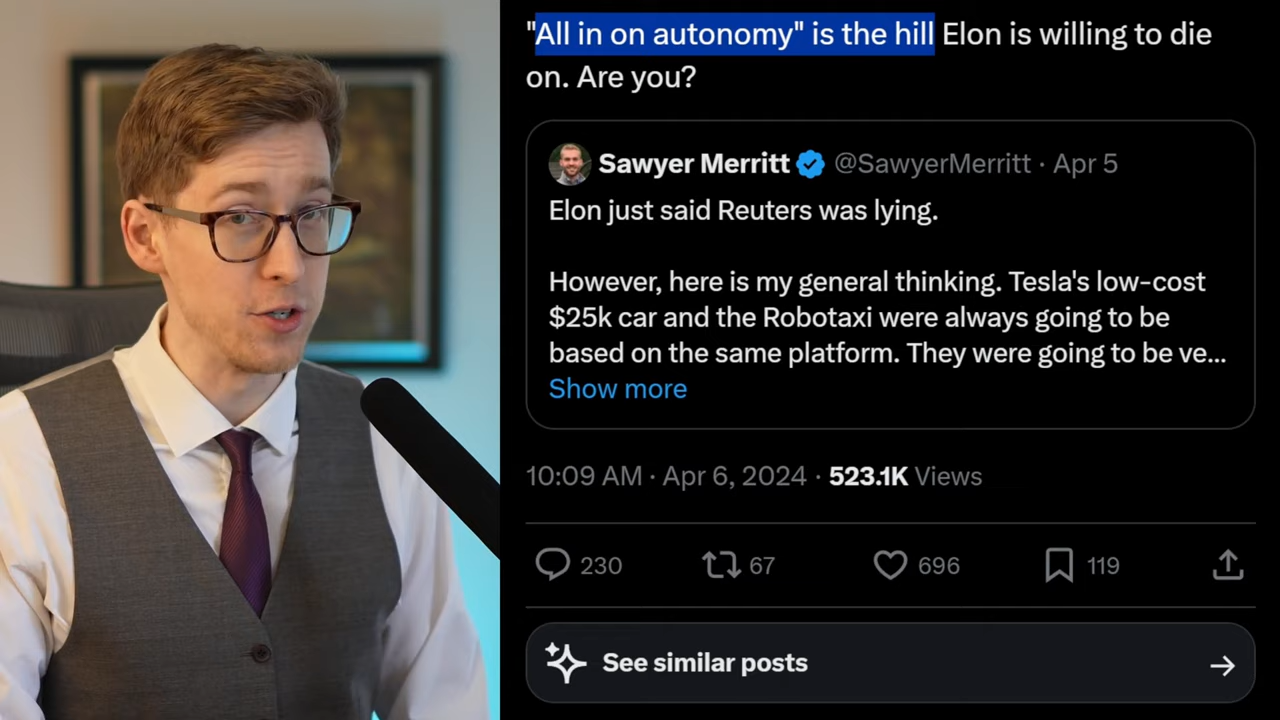 "All in on autonomy" is the hill Elon is willing to die
on. Are you?
Sawyer Merritt @SawyerMerritt · Apr 5
Elon just said Reuters was lying.
However, here is my general thinking. Tesla's low-cost
$25k car and the Robotaxi were always going to be
based on the same platform. They were going to be ve...
Show more
10:09 AM · Apr 6, 2024 · 523.1K Views
230 67 696 119
See similar posts